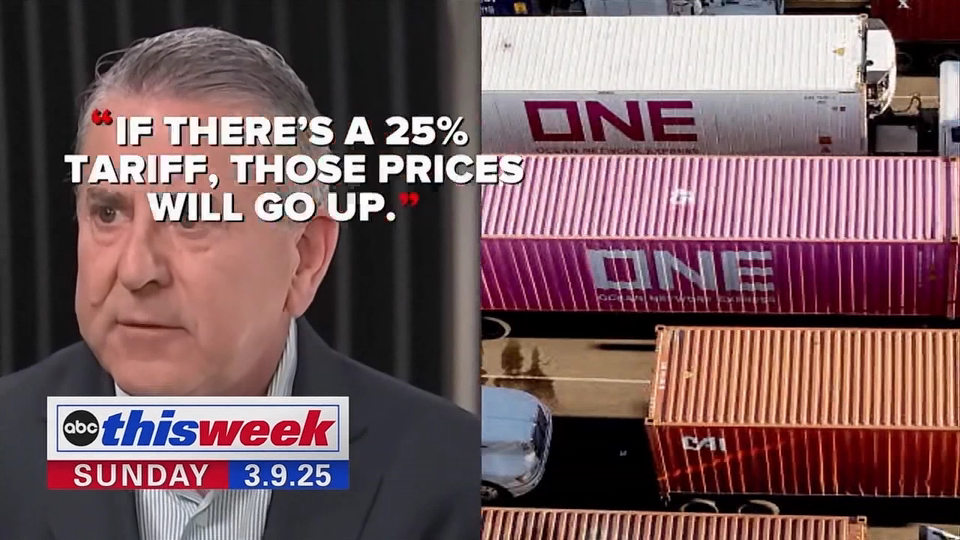 “IF THERE’S A 25%
TARIFF, THOSE PRICES
WILL GO UP.”
abc thisweek
SUNDAY 3.9.25
ONE
OCEAN NETWORK EXPRESS
ONE
OCEAN NETWORK EXPRESS
CAI